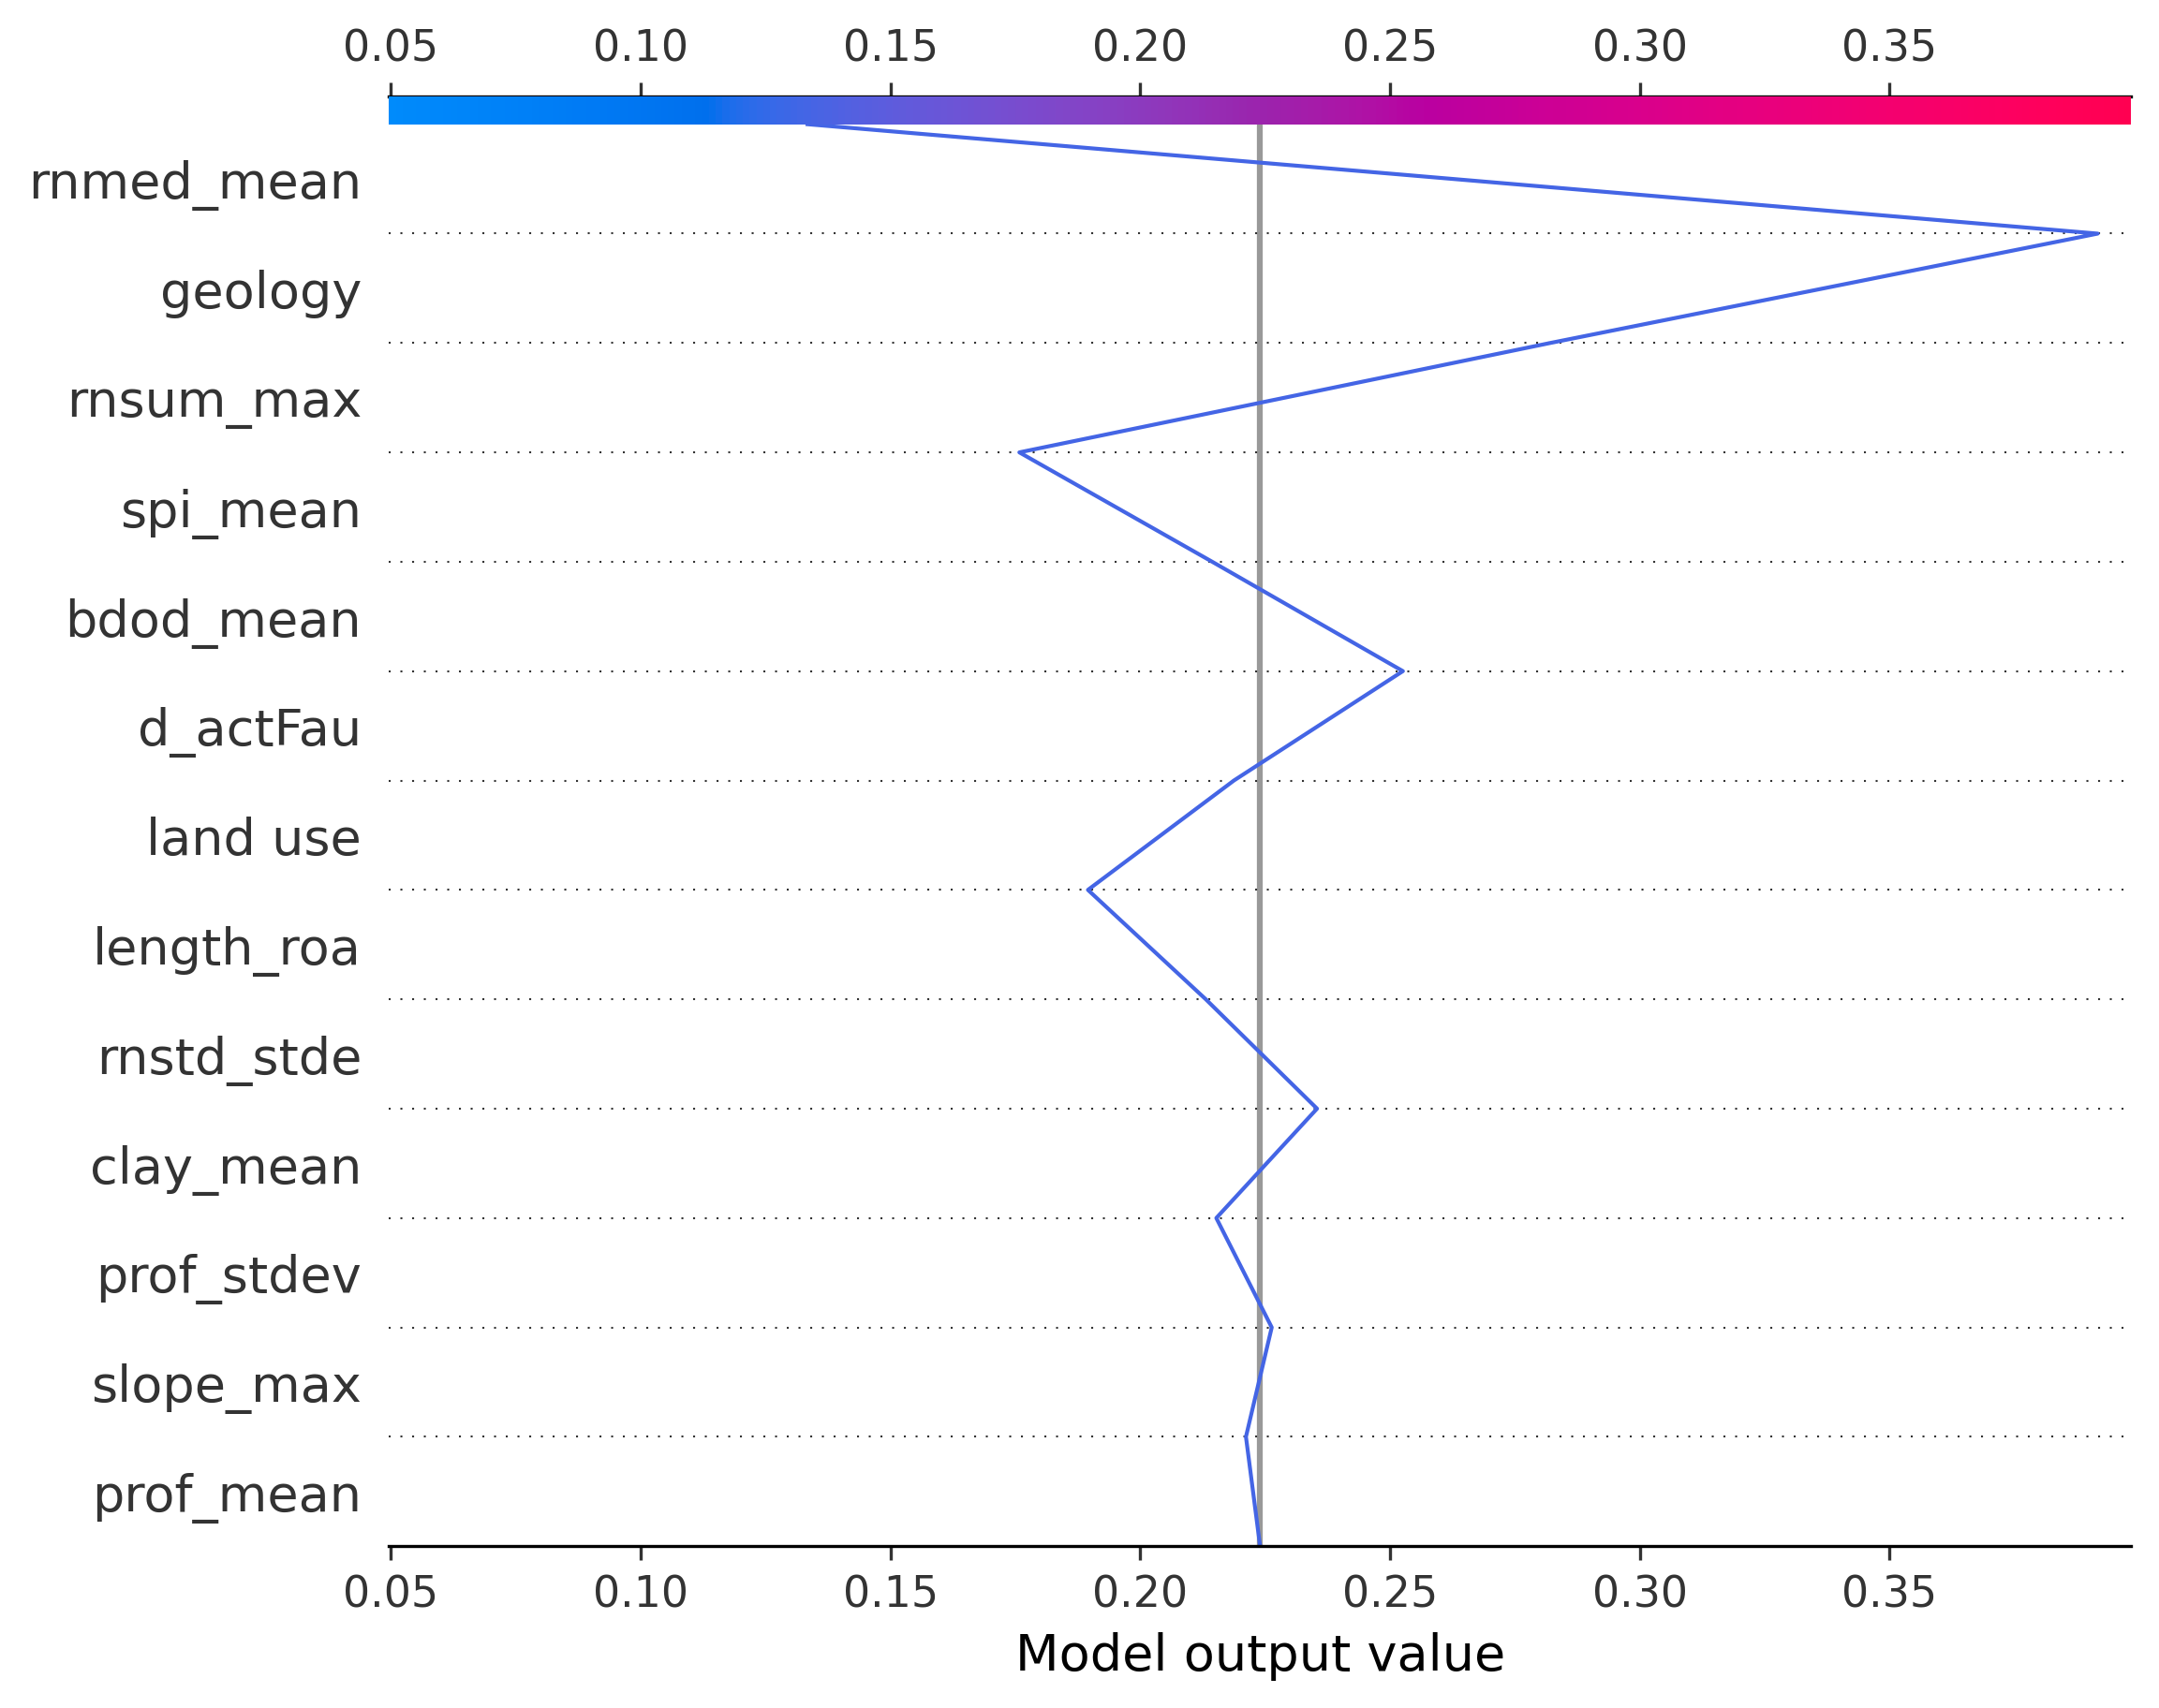 0.05 0.10 0.15 0.20 0.25 0.30 0.35
rnmed_mean
geology
rnsum_max
spi_mean
bdod_mean
d_actFau
land use
length_roa
rnstd_stde
clay_mean
prof_stdev
slope_max
prof_mean
0.05 0.10 0.15 0.20 0.25 0.30 0.35
Model output value